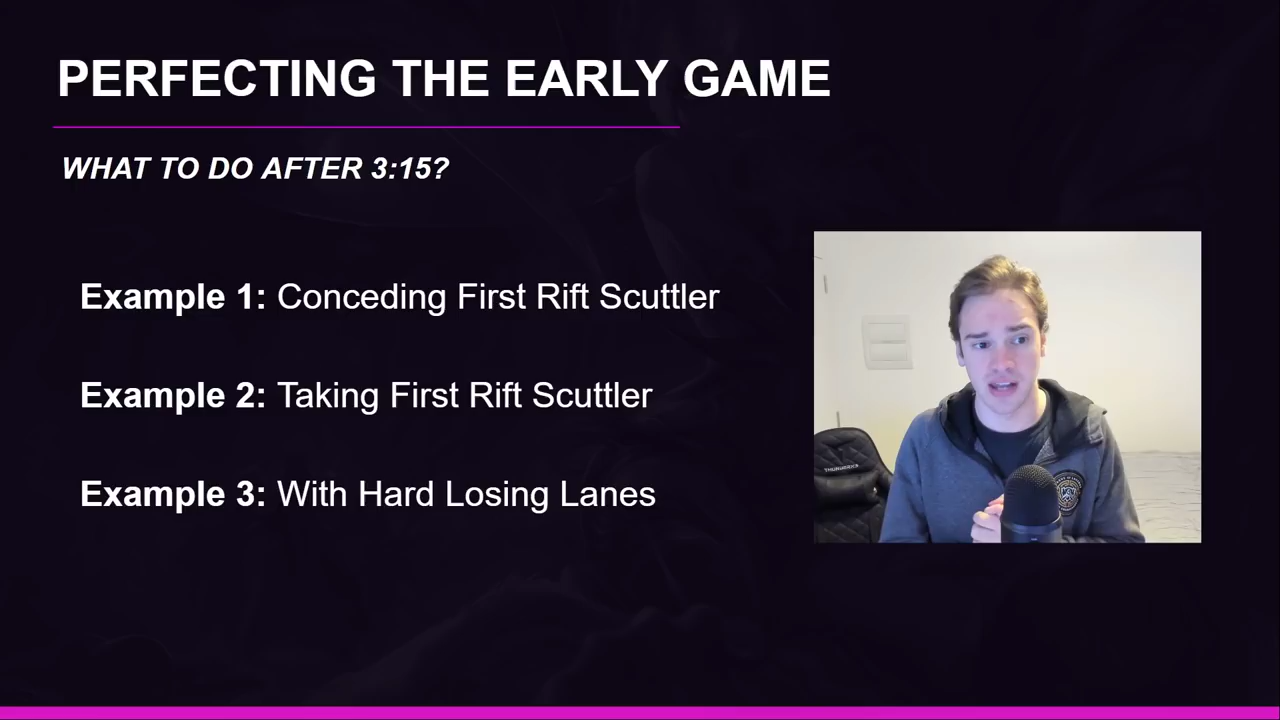 PERFECTING THE EARLY GAME
WHAT TO DO AFTER 3:15?
Example 1: Conceding First Rift Scuttler
Example 2: Taking First Rift Scuttler
Example 3: With Hard Losing Lanes